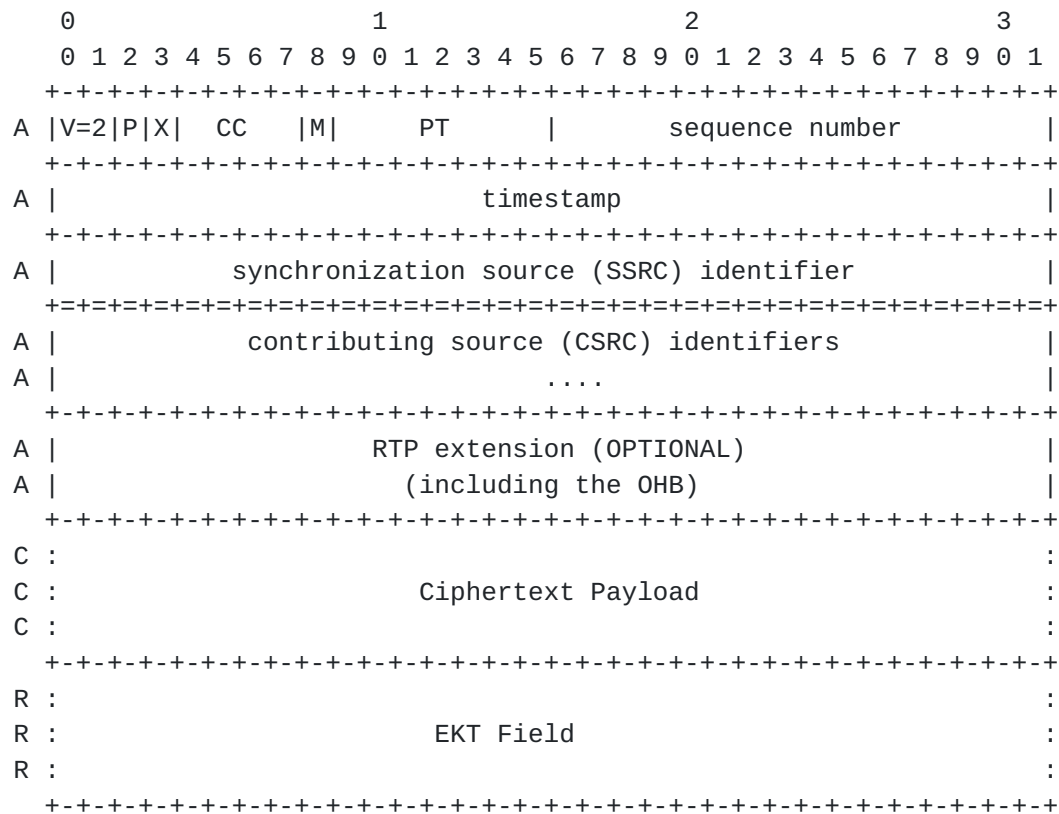 0                   1                   2                   3
    0 1 2 3 4 5 6 7 8 9 0 1 2 3 4 5 6 7 8 9 0 1 2 3 4 5 6 7 8 9 0 1
   +-+-+-+-+-+-+-+-+-+-+-+-+-+-+-+-+-+-+-+-+-+-+-+-+-+-+-+-+-+-+-+-+
 A |V=2|P|X|  CC   |M|     PT      |       sequence number         |
   +-+-+-+-+-+-+-+-+-+-+-+-+-+-+-+-+-+-+-+-+-+-+-+-+-+-+-+-+-+-+-+-+
 A |                           timestamp                           |
   +-+-+-+-+-+-+-+-+-+-+-+-+-+-+-+-+-+-+-+-+-+-+-+-+-+-+-+-+-+-+-+-+
 A |           synchronization source (SSRC) identifier            |
   +=+=+=+=+=+=+=+=+=+=+=+=+=+=+=+=+=+=+=+=+=+=+=+=+=+=+=+=+=+=+=+=+
 A |            contributing source (CSRC) identifiers             |
 A |                               ....                            |
   +-+-+-+-+-+-+-+-+-+-+-+-+-+-+-+-+-+-+-+-+-+-+-+-+-+-+-+-+-+-+-+-+
 A |                    RTP extension (OPTIONAL)                   |
 A |                      (including the OHB)                      |
   +-+-+-+-+-+-+-+-+-+-+-+-+-+-+-+-+-+-+-+-+-+-+-+-+-+-+-+-+-+-+-+-+
 C :                                                               :
 C :                       Ciphertext Payload                      :
 C :                                                               :
   +-+-+-+-+-+-+-+-+-+-+-+-+-+-+-+-+-+-+-+-+-+-+-+-+-+-+-+-+-+-+-+-+
 R :                                                               :
 R :                        EKT Field                              :
 R :                                                               :
   +-+-+-+-+-+-+-+-+-+-+-+-+-+-+-+-+-+-+-+-+-+-+-+-+-+-+-+-+-+-+-+-+